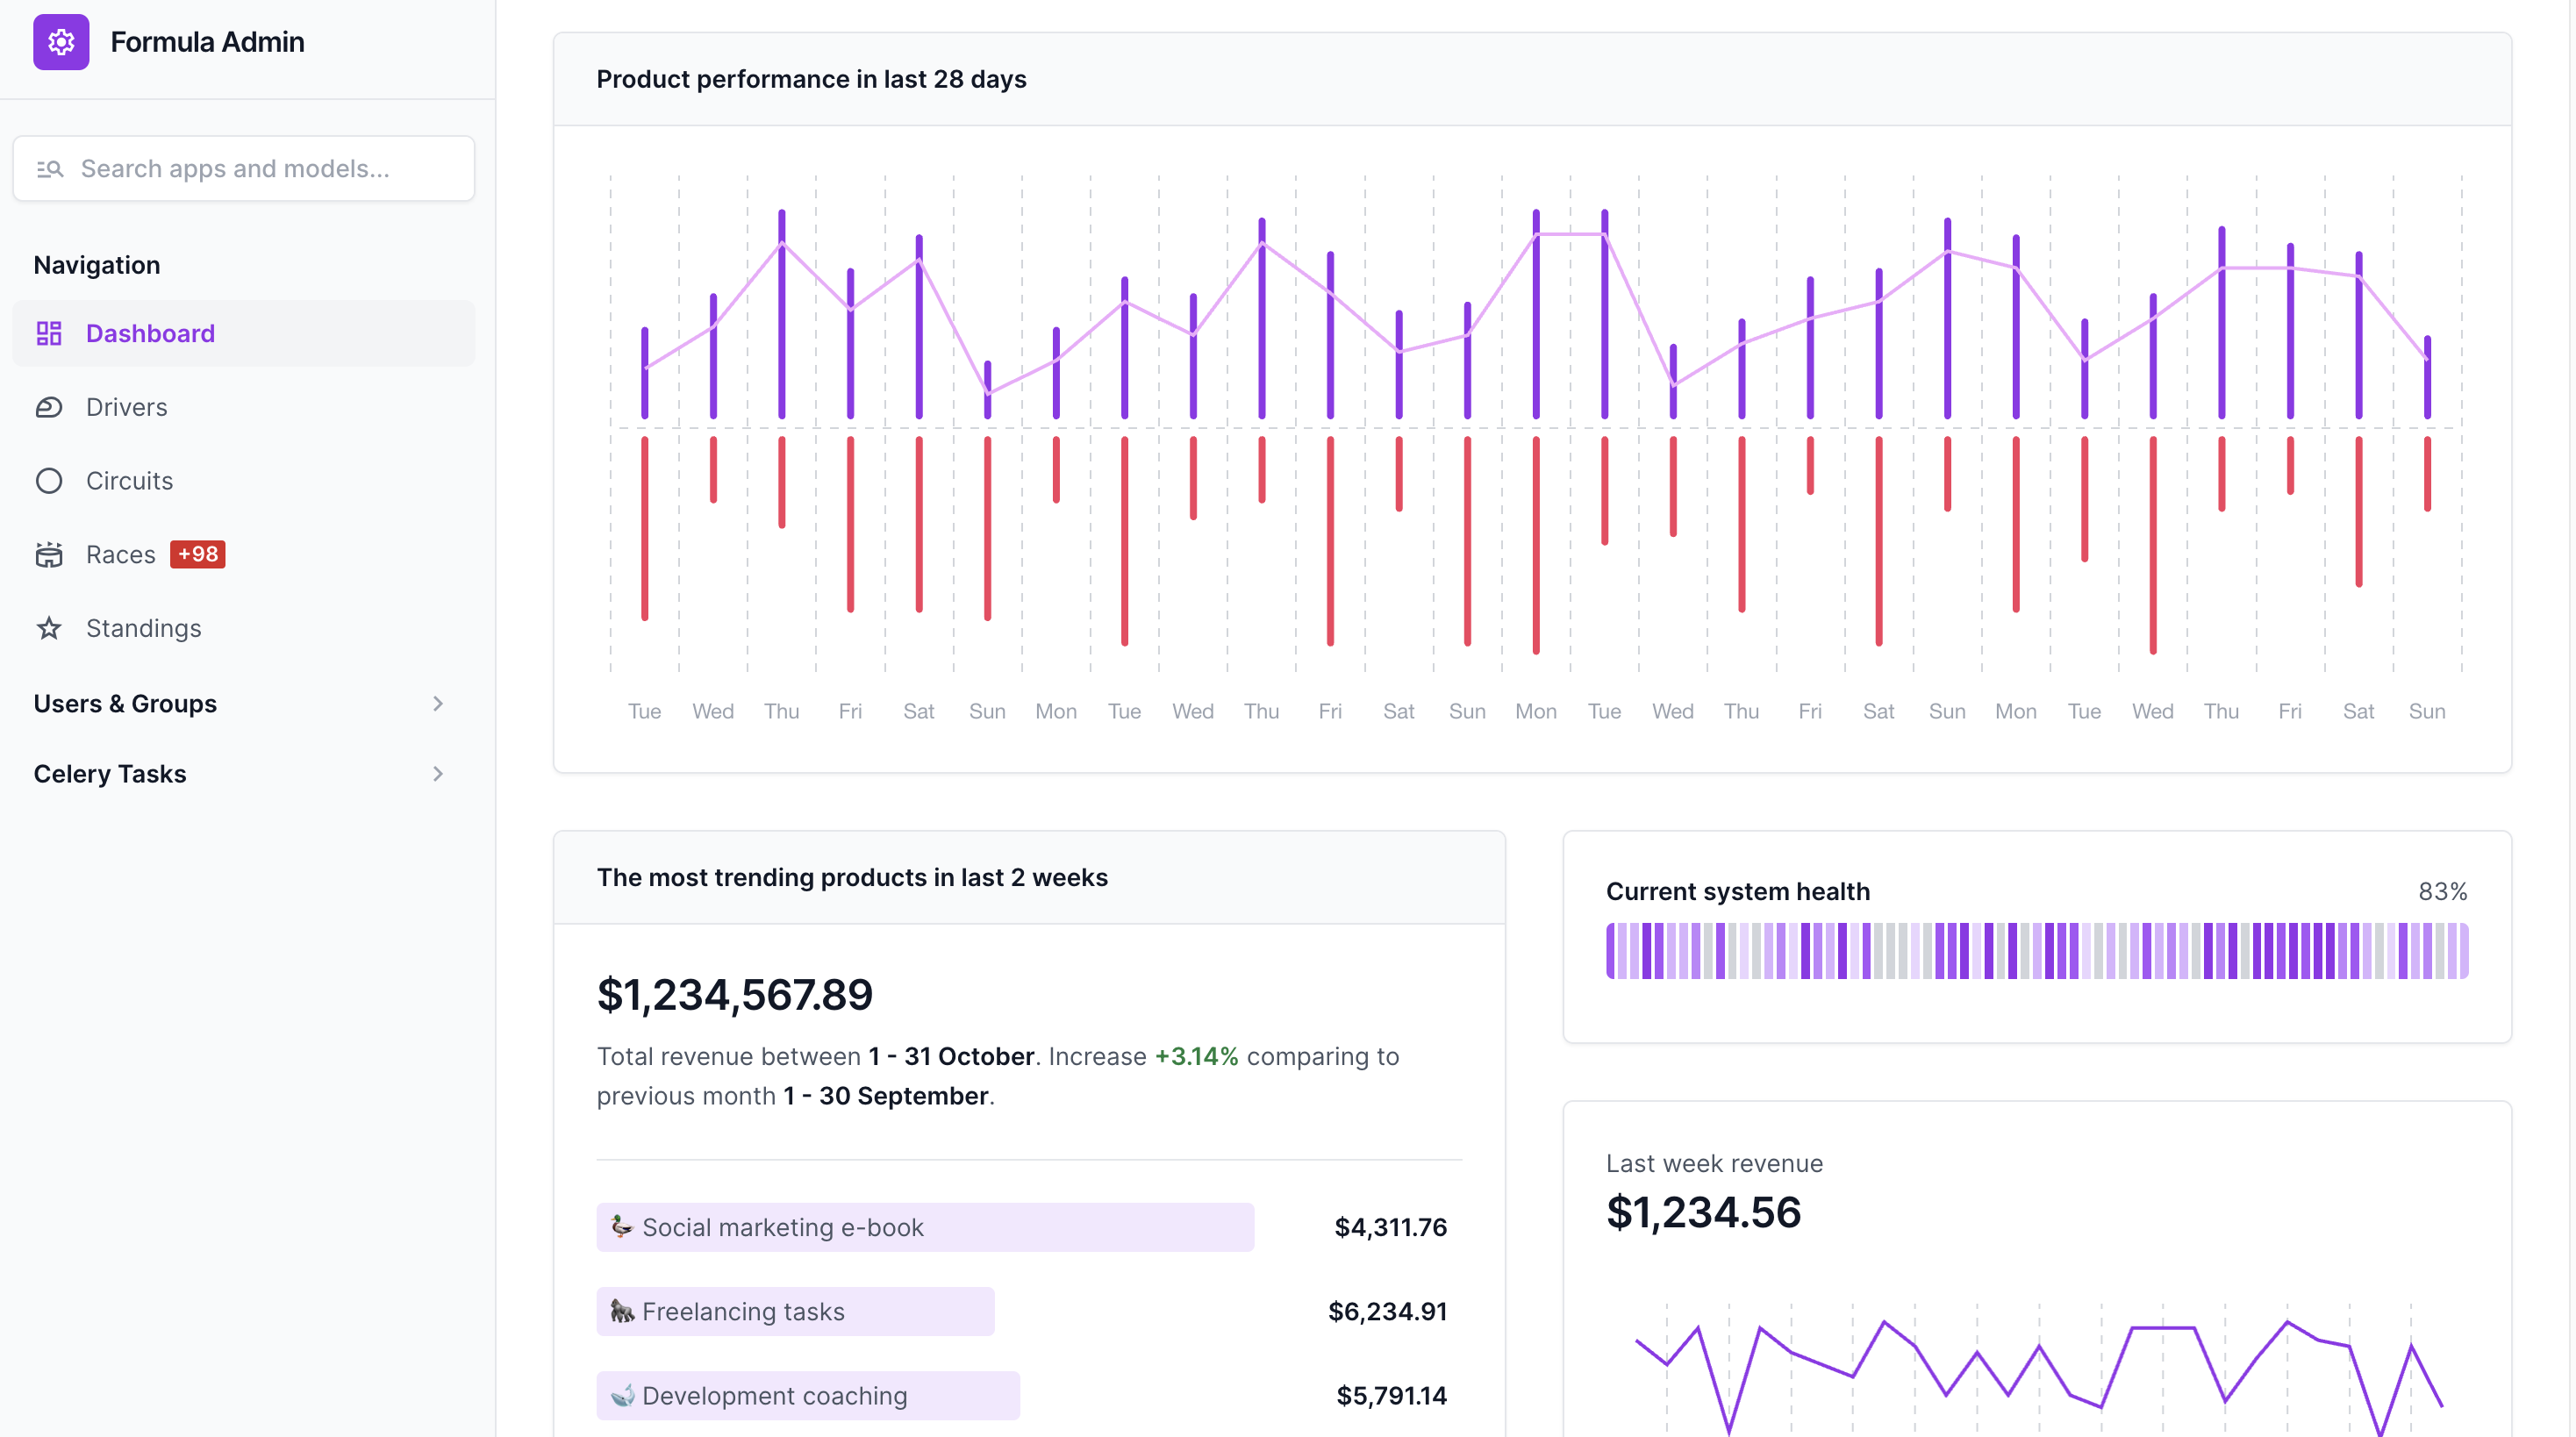 Formula Admin
Search apps and models...
Navigation
Dashboard
Drivers
Circuits
Races +98
Standings
Users & Groups
Celery Tasks
Product performance in last 28 days
Tue Wed Thu Fri Sat Sun Mon Tue Wed Thu Fri Sat Sun Mon Tue Wed Thu Fri Sat Sun Mon Tue Wed Thu Fri Sat Sun
The most trending products in last 2 weeks
$1,234,567.89
Total revenue between 1 - 31 October. Increase +3.14% comparing to
previous month 1 - 30 September.
Social marketing e-book $4,311.76
Freelancing tasks $6,234.91
Development coaching $5,791.14
Current system health 83%
Last week revenue
$1,234.56